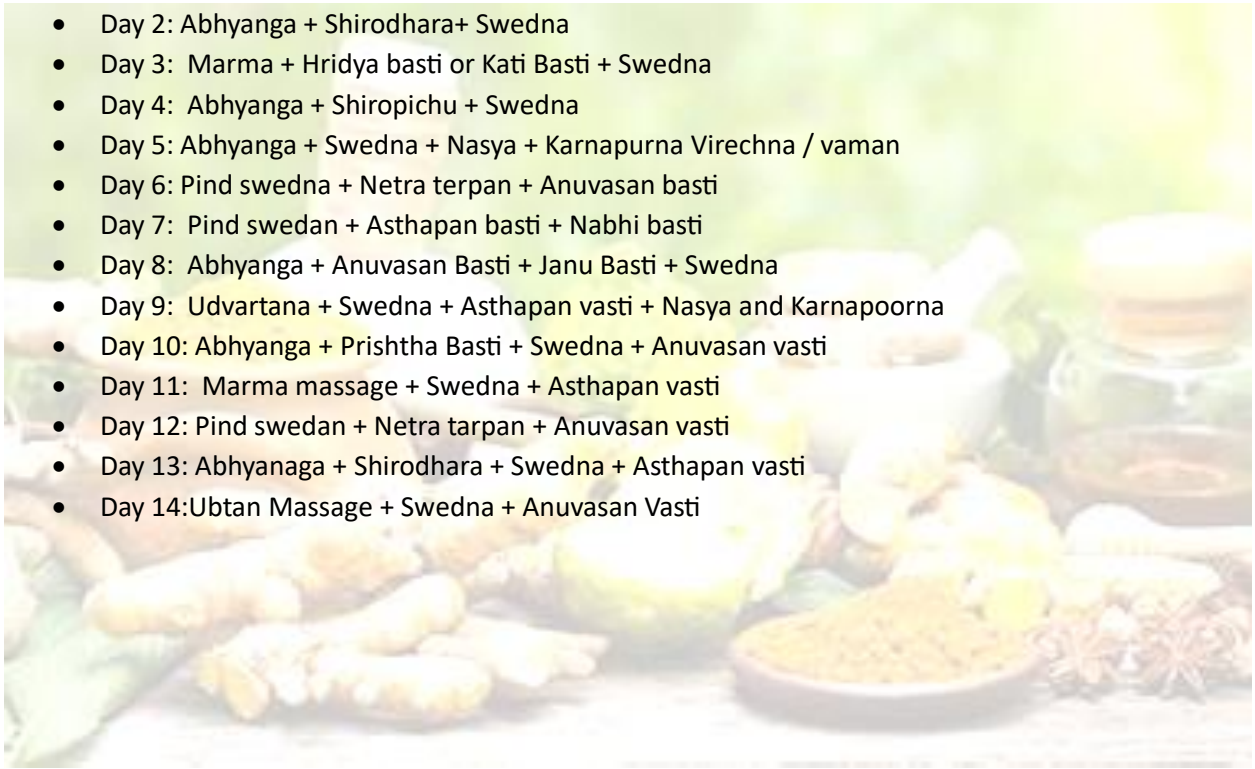 • Day 2: Abhyanga + Shirodhara+ Swedna
• Day 3: Marma + Hridya basti or Kati Basti + Swedna
• Day 4: Abhyanga + Shiropichu + Swedna
• Day 5: Abhyanga + Swedna + Nasya + Karnapurna Virechna / vaman
• Day 6: Pind swedna + Netra terpan + Anuvasan basti
• Day 7: Pind swedan + Asthapan basti + Nabhi basti
• Day 8: Abhyanga + Anuvasan Basti + Janu Basti + Swedna
• Day 9: Udvartana + Swedna + Asthapan vasti + Nasya and Karnapoorna
• Day 10: Abhyanga + Prishtha Basti + Swedna + Anuvasan vasti
• Day 11: Marma massage + Swedna + Asthapan vasti
• Day 12: Pind swedan + Netra tarpan + Anuvasan vasti
• Day 13: Abhyanaga + Shirodhara + Swedna + Asthapan vasti
• Day 14:Ubtan Massage + Swedna + Anuvasan Vasti